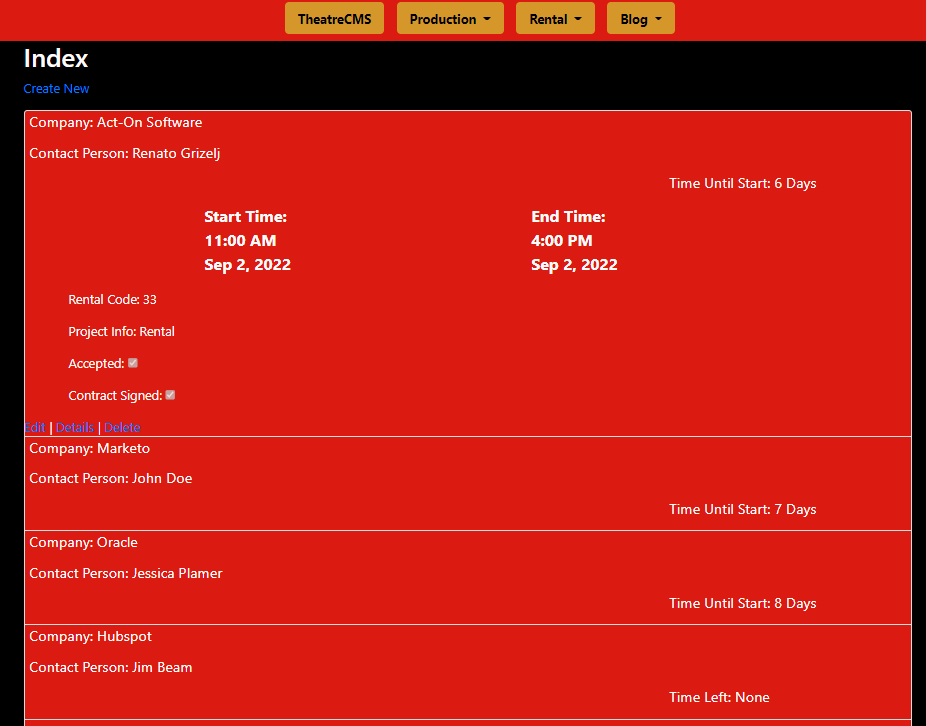 TheatreCMS Production Rental Blog
Index
Create New
Company: Act-On Software
Contact Person: Renato Grizelj
Time Until Start: 6 Days
Start Time: End Time:
11:00 AM 4:00 PM
Sep 2, 2022 Sep 2, 2022
Rental Code: 33
Project Info: Rental
Accepted:
Contract Signed:
Edit | Details | Delete
Company: Marketo
Contact Person: John Doe
Time Until Start: 7 Days
Company: Oracle
Contact Person: Jessica Plamer
Time Until Start: 8 Days
Company: Hubspot
Contact Person: Jim Beam
Time Left: None